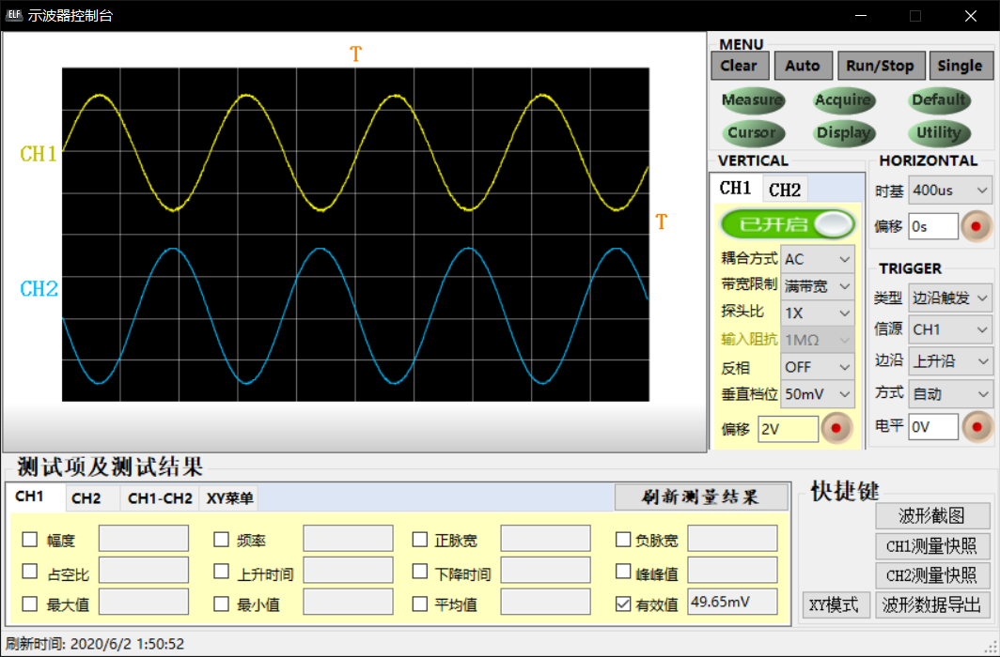 ELF 示波器控制台
T
CH1
T
CH2
MENU
Clear Auto Run/Stop Single
Measure Acquire Default
Cursor Display Utility
VERTICAL
CH1 CH2
已开启
耦合方式 AC
带宽限制 满带宽
探头比 1X
输入阻抗 1MΩ
反相 OFF
垂直档位 50mV
偏移 2V
HORIZONTAL
时基 400us
偏移 0s
TRIGGER
类型 边沿触发
信源 CH1
边沿 上升沿
方式 自动
电平 0V
测试项及测试结果
CH1 CH2 CH1-CH2 XY菜单 刷新测量结果
幅度 频率 正脉宽 负脉宽
占空比 上升时间 下降时间 峰峰值
最大值 最小值 平均值 有效值 49.65mV
快捷键
波形截图
CH1测量快照
CH2测量快照
XY模式 波形数据导出
刷新时间: 2020/6/2 1:50:52